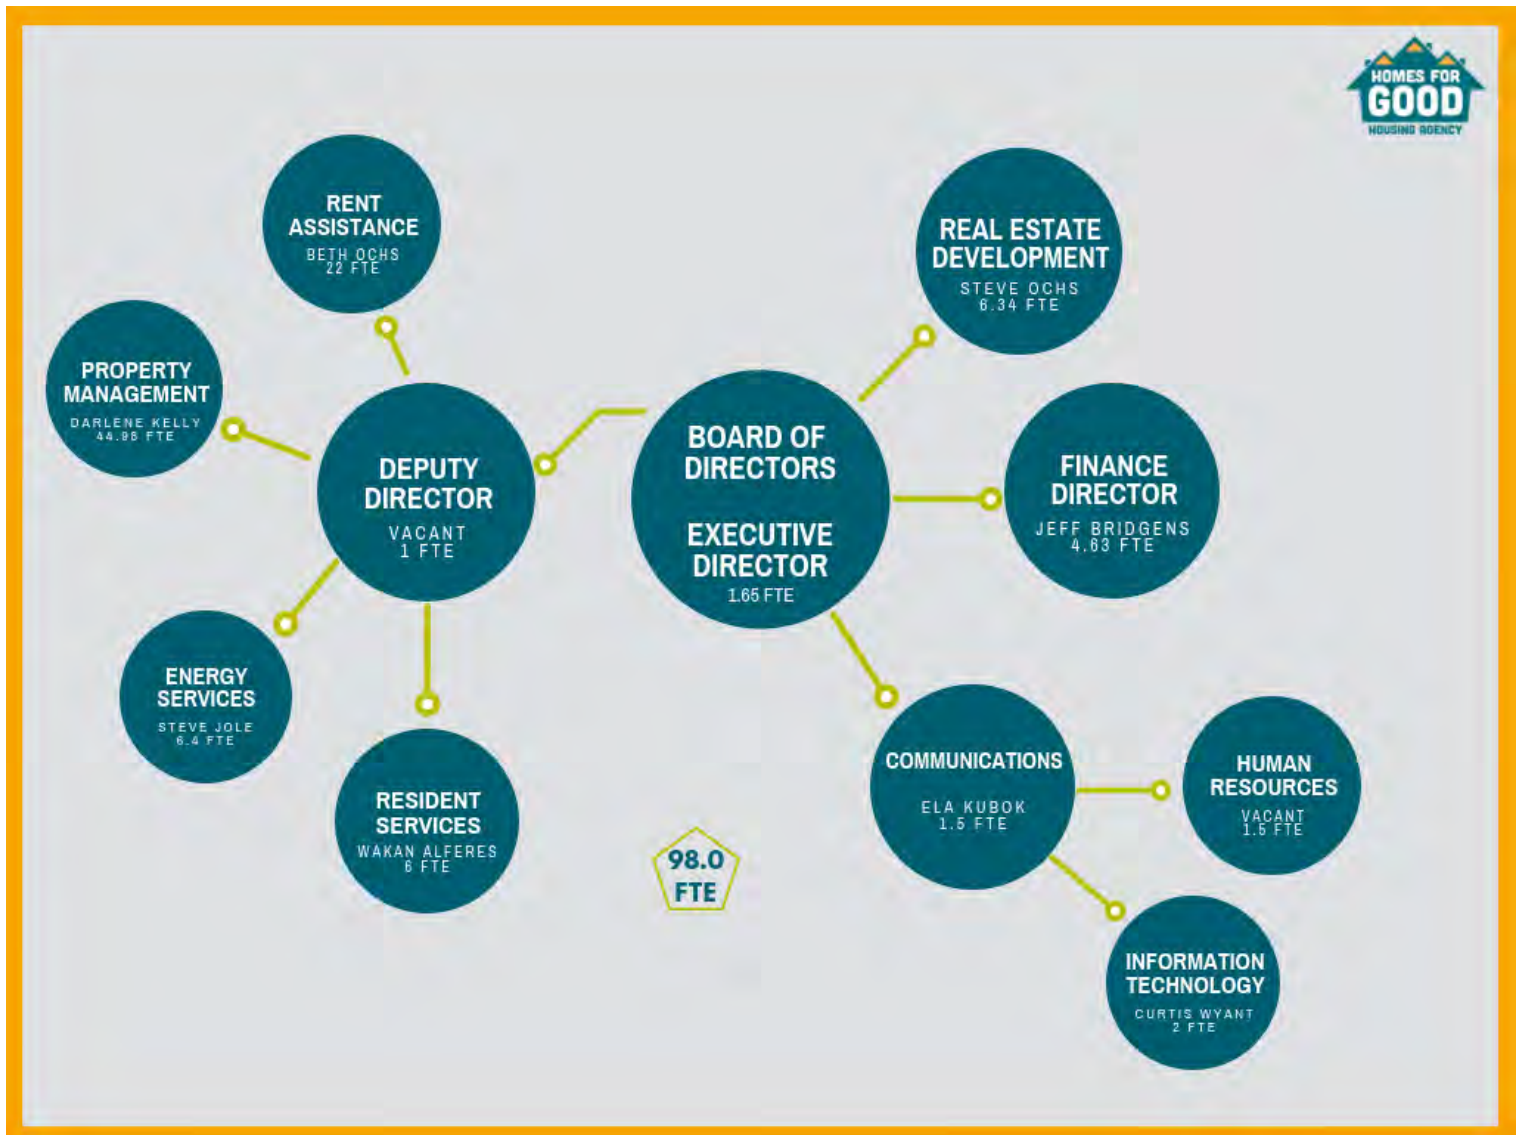 HOMES FOR
GOOD
HOUSING AGENCY
RENT
ASSISTANCE
BETH OCHS
22 FTE
REAL ESTATE
DEVELOPMENT
STEVE OCHS
6.34 FTE
PROPERTY
MANAGEMENT
DARLENE KELLY
44.98 FTE
DEPUTY
DIRECTOR
VACANT
1 FTE
BOARD OF
DIRECTORS
EXECUTIVE
DIRECTOR
1.65 FTE
FINANCE
DIRECTOR
JEFF BRIDGENS
4.63 FTE
ENERGY
SERVICES
STEVE JOLE
6.4 FTE
RESIDENT
SERVICES
WAKAN ALFERES
6 FTE
98.0
FTE
COMMUNICATIONS
ELA KUBOK
1.5 FTE
HUMAN
RESOURCES
VACANT
1.5 FTE
INFORMATION
TECHNOLOGY
CURTIS WYANT
2 FTE